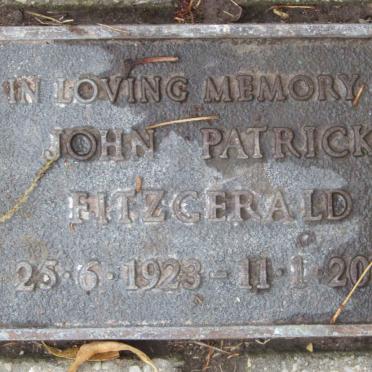 IN LOVING MEMORY
JOHN PATRICK
FITZGERALD
25·6·1923 - 11·1·20